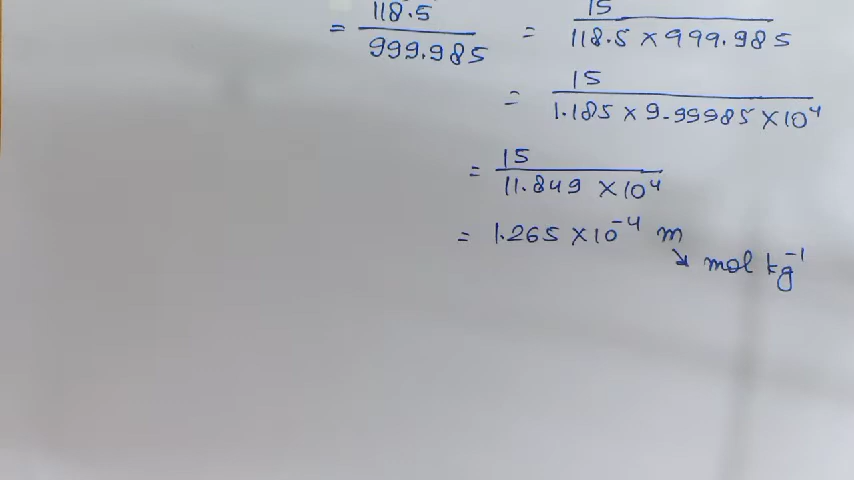 = 118.5 / 999.985 = 15 / 118.5 × 999.985
= 15 / 1.185 × 9.99985 × 10⁴
= 15 / 11.849 × 10⁴
= 1.265 × 10⁻⁴ m
↘ mol kg⁻¹